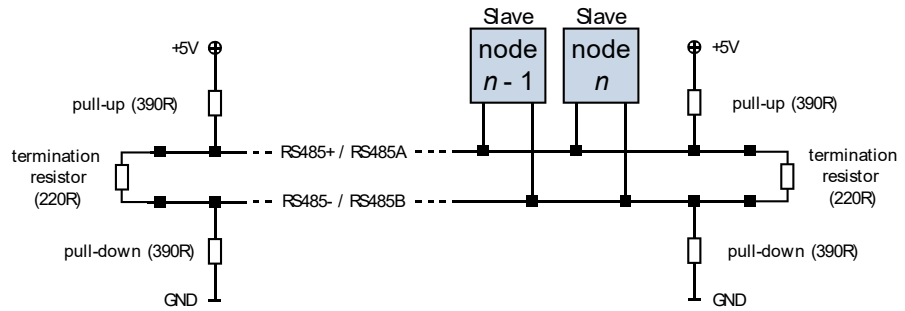 Slave Slave
+5V node node +5V
n - 1 n
pull-up (390R) pull-up (390R)
termination RS485+ / RS485A termination
resistor resistor
(220R) RS485- / RS485B (220R)
pull-down (390R) pull-down (390R)
GND GND